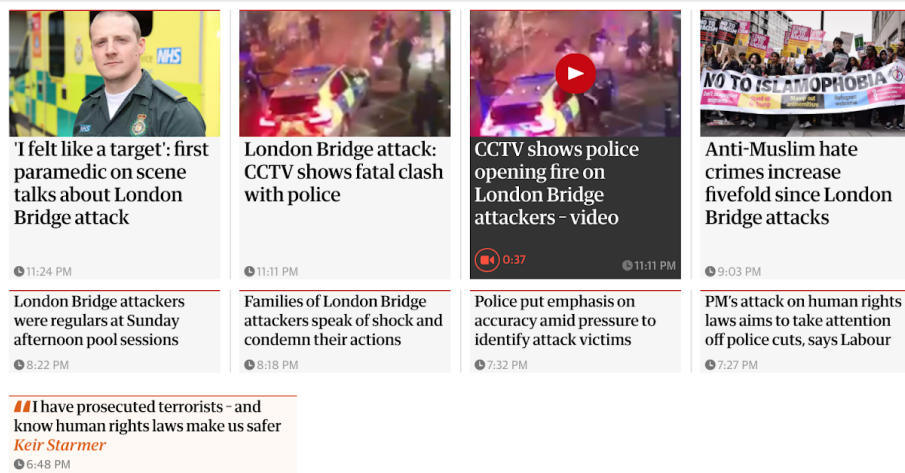 NHS
NHS
NO TO ISLAMOPHOBIA
'I felt like a target': first
paramedic on scene
talks about London
Bridge attack
11:24 PM
London Bridge attack:
CCTV shows fatal clash
with police
11:11 PM
CCTV shows police
opening fire on
London Bridge
attackers – video
0:37
11:11 PM
Anti-Muslim hate
crimes increase
fivefold since London
Bridge attacks
9:03 PM
London Bridge attackers
were regulars at Sunday
afternoon pool sessions
8:22 PM
Families of London Bridge
attackers speak of shock and
condemn their actions
8:18 PM
Police put emphasis on
accuracy amid pressure to
identify attack victims
7:32 PM
PM's attack on human rights
laws aims to take attention
off police cuts, says Labour
7:27 PM
I have prosecuted terrorists – and
know human rights laws make us safer
Keir Starmer
6:48 PM